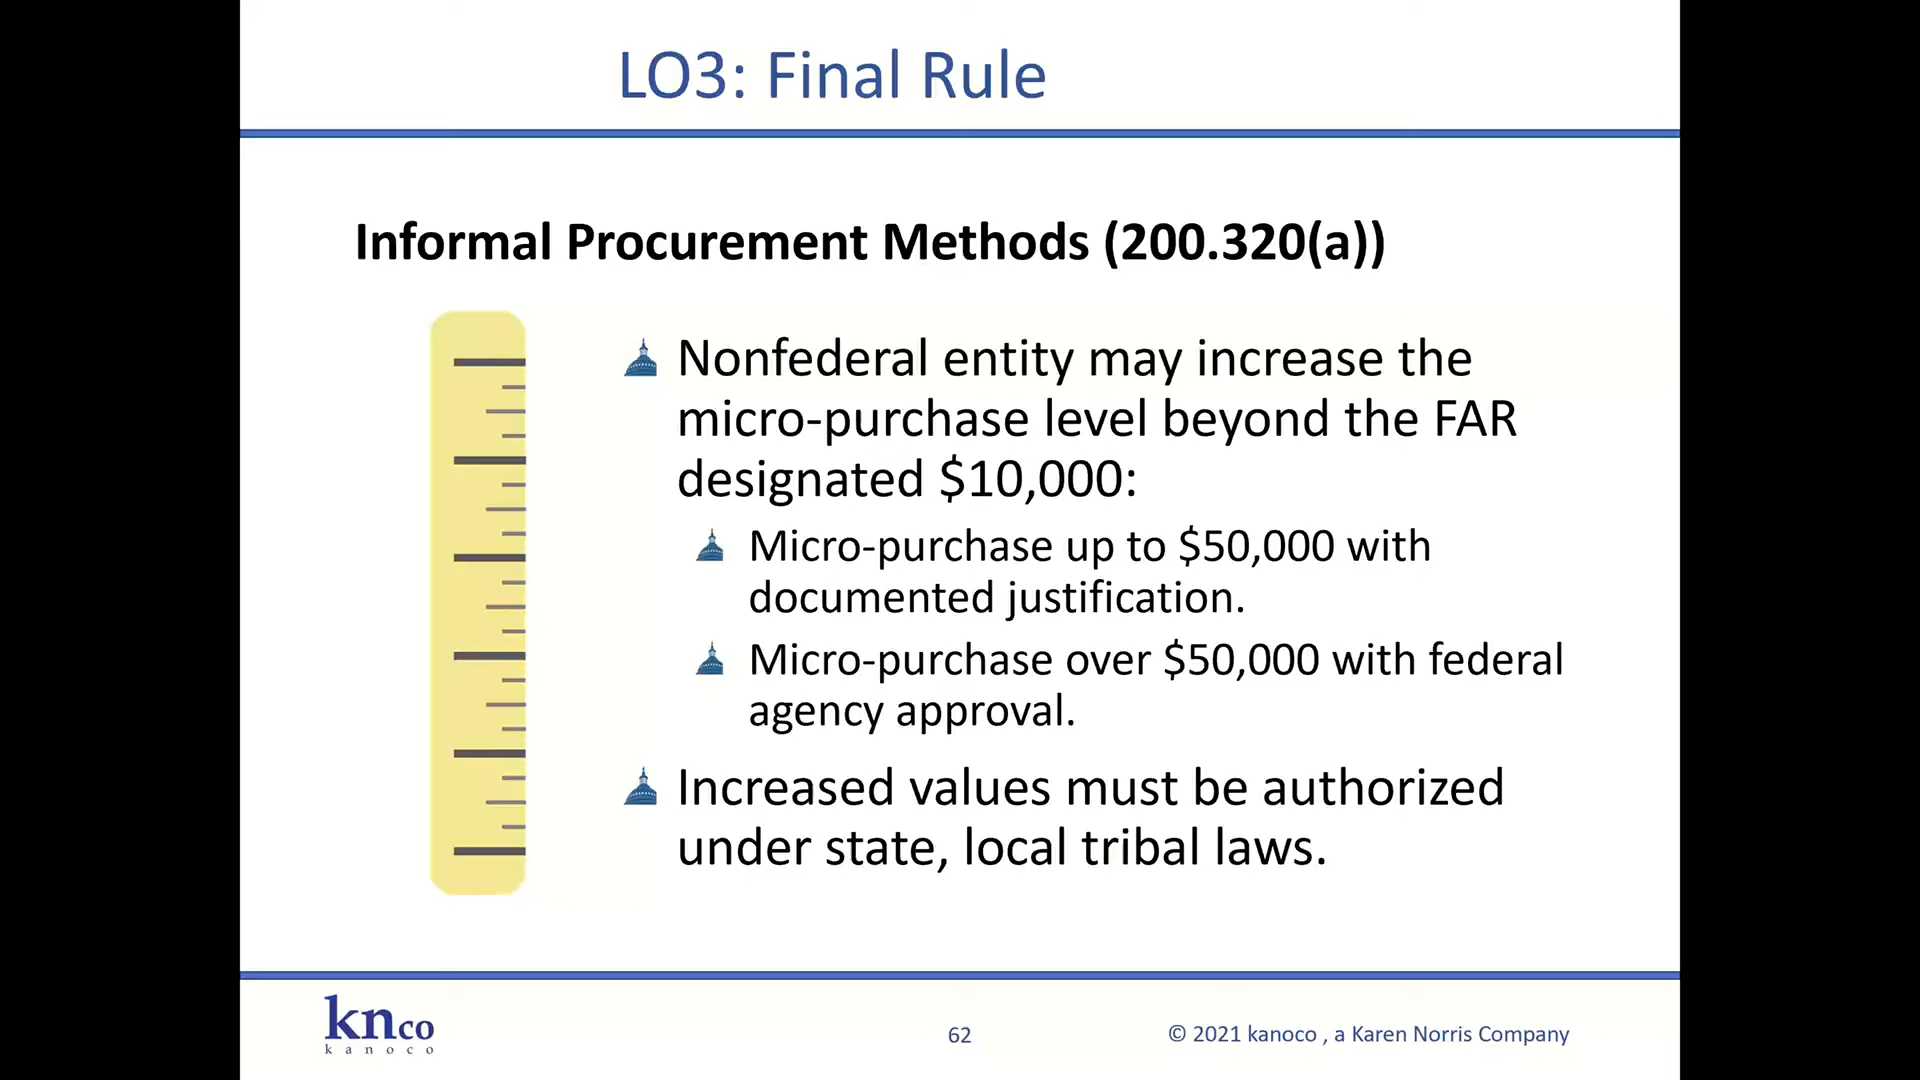 LO3: Final Rule
Informal Procurement Methods (200.320(a))
Nonfederal entity may increase the
micro-purchase level beyond the FAR
designated $10,000:
Micro-purchase up to $50,000 with
documented justification.
Micro-purchase over $50,000 with federal
agency approval.
Increased values must be authorized
under state, local tribal laws.
knco
kanoco
62
© 2021 kanoco , a Karen Norris Company